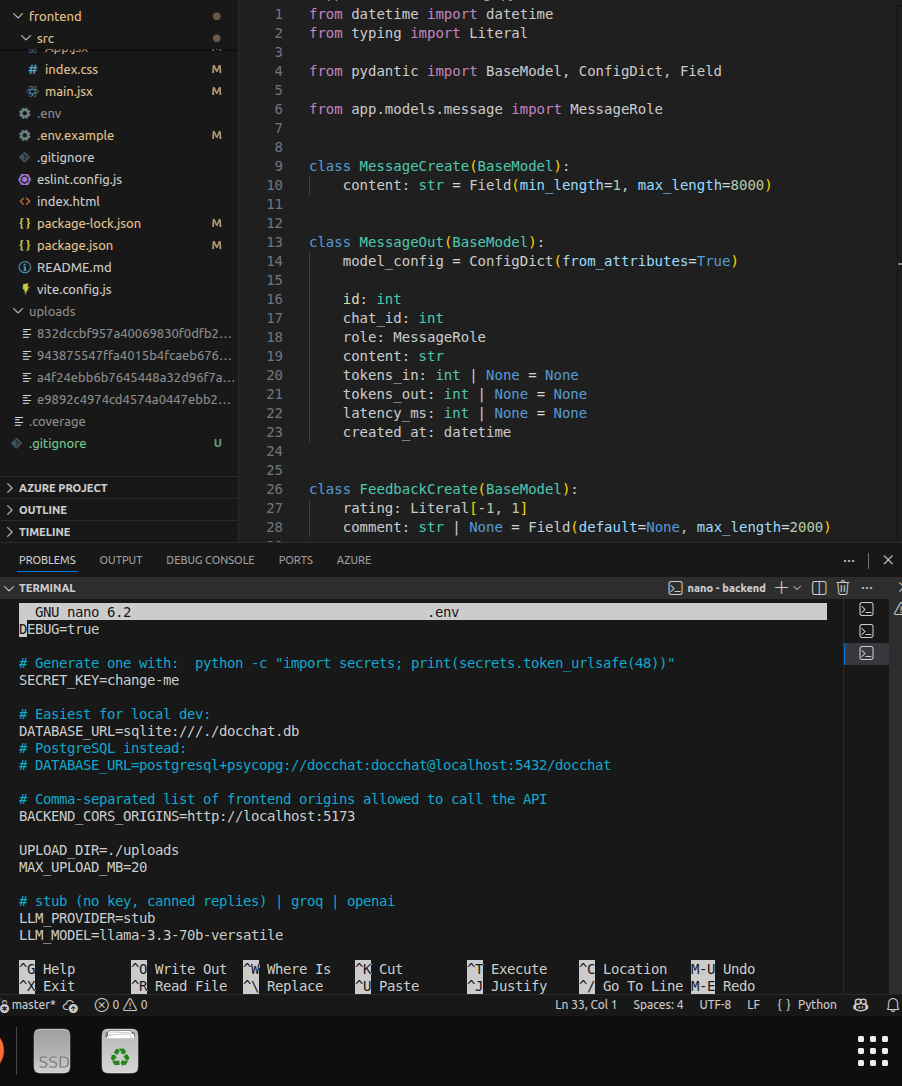 frontend
src
App.jsx M
# index.css M
main.jsx M
.env
.env.example M
.gitignore
eslint.config.js
<> index.html
{} package-lock.json M
{} package.json M
README.md
vite.config.js
uploads
832dccbf957a40069830f0dfb2...
943875547ffa4015b4fcaeb676...
a4f24ebb6b7645448a32d96f7a...
e9892c4974cd4574a0447ebb2...
.coverage
.gitignore U
AZURE PROJECT
OUTLINE
TIMELINE
1 from datetime import datetime
2 from typing import Literal
3
4 from pydantic import BaseModel, ConfigDict, Field
5
6 from app.models.message import MessageRole
7
8
9 class MessageCreate(BaseModel):
10 content: str = Field(min_length=1, max_length=8000)
11
12
13 class MessageOut(BaseModel):
14 model_config = ConfigDict(from_attributes=True)
15
16 id: int
17 chat_id: int
18 role: MessageRole
19 content: str
20 tokens_in: int | None = None
21 tokens_out: int | None = None
22 latency_ms: int | None = None
23 created_at: datetime
24
25
26 class FeedbackCreate(BaseModel):
27 rating: Literal[-1, 1]
28 comment: str | None = Field(default=None, max_length=2000)
PROBLEMS OUTPUT DEBUG CONSOLE PORTS AZURE
TERMINAL nano - backend
GNU nano 6.2 .env
DEBUG=true
# Generate one with:  python -c "import secrets; print(secrets.token_urlsafe(48))"
SECRET_KEY=change-me
# Easiest for local dev:
DATABASE_URL=sqlite:///./docchat.db
# PostgreSQL instead:
# DATABASE_URL=postgresql+psycopg://docchat:docchat@localhost:5432/docchat
# Comma-separated list of frontend origins allowed to call the API
BACKEND_CORS_ORIGINS=http://localhost:5173
UPLOAD_DIR=./uploads
MAX_UPLOAD_MB=20
# stub (no key, canned replies) | groq | openai
LLM_PROVIDER=stub
LLM_MODEL=llama-3.3-70b-versatile
^G Help ^O Write Out ^W Where Is ^K Cut ^T Execute ^C Location M-U Undo
^X Exit ^R Read File ^\ Replace ^U Paste ^J Justify ^/ Go To Line M-E Redo
master* 0 0 Ln 33, Col 1 Spaces: 4 UTF-8 LF {} Python
SSD